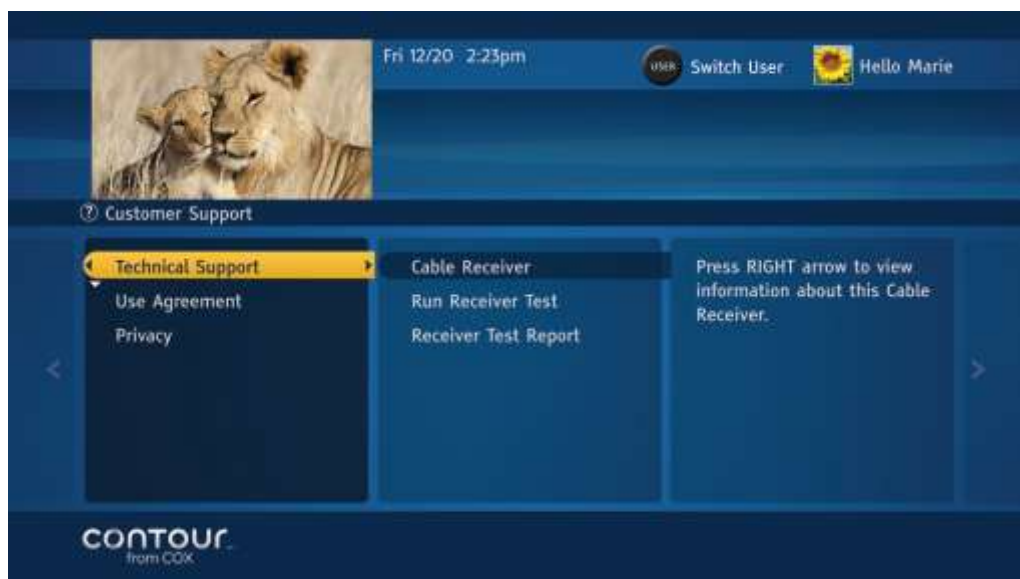 Fri 12/20 2:23pm
USER Switch User
Hello Marie
? Customer Support
Technical Support
Use Agreement
Privacy
Cable Receiver
Run Receiver Test
Receiver Test Report
Press RIGHT arrow to view
information about this Cable
Receiver.
contour
from COX